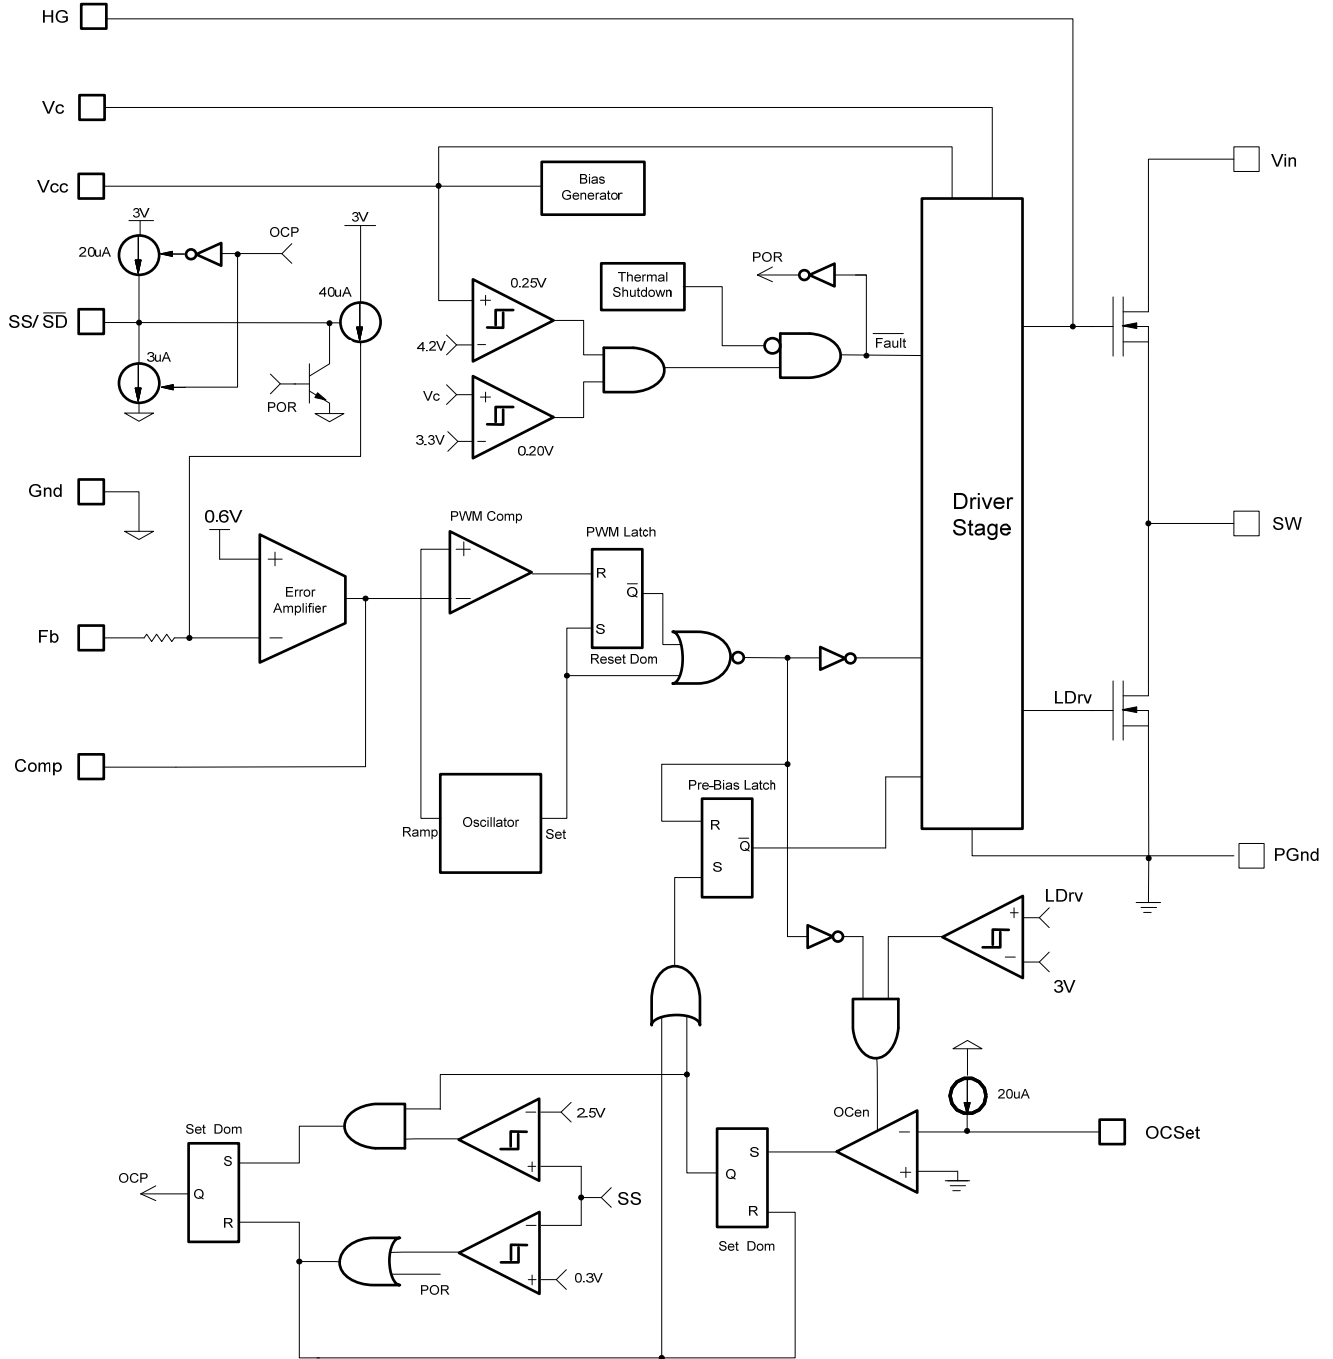 HG
Vc
Vin
Vcc
Bias
Generator
3V
OCP
3V
20uA
POR
Thermal
Shutdown
0.25V
40uA
SS/S̅D̅
4.2V
F̅a̅u̅l̅t̅
3uA
Vc
POR
3.3V
0.20V
Gnd
Driver
Stage
0.6V
PWM Comp
SW
PWM Latch
+
R
Q̅
Error
Amplifier
−
S
Fb
Reset Dom
LDrv
Comp
Pre-Bias Latch
Ramp
Oscillator
Set
R
Q̅
S
PGnd
LDrv
3V
20uA
OCen
2.5V
OCSet
Set Dom
S
S
OCP
Q
Q
SS
R
R
Set Dom
0.3V
POR